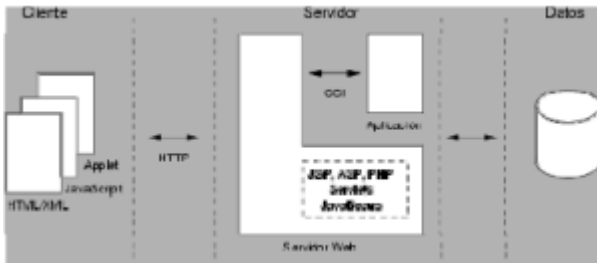 Cliente
Servidor
Datos
CGI
Aplicación
HTTP
Applet
JavaScript
HTML/XML
JSP, ASP, PHP
Servlets
JavaBeans
Servidor Web